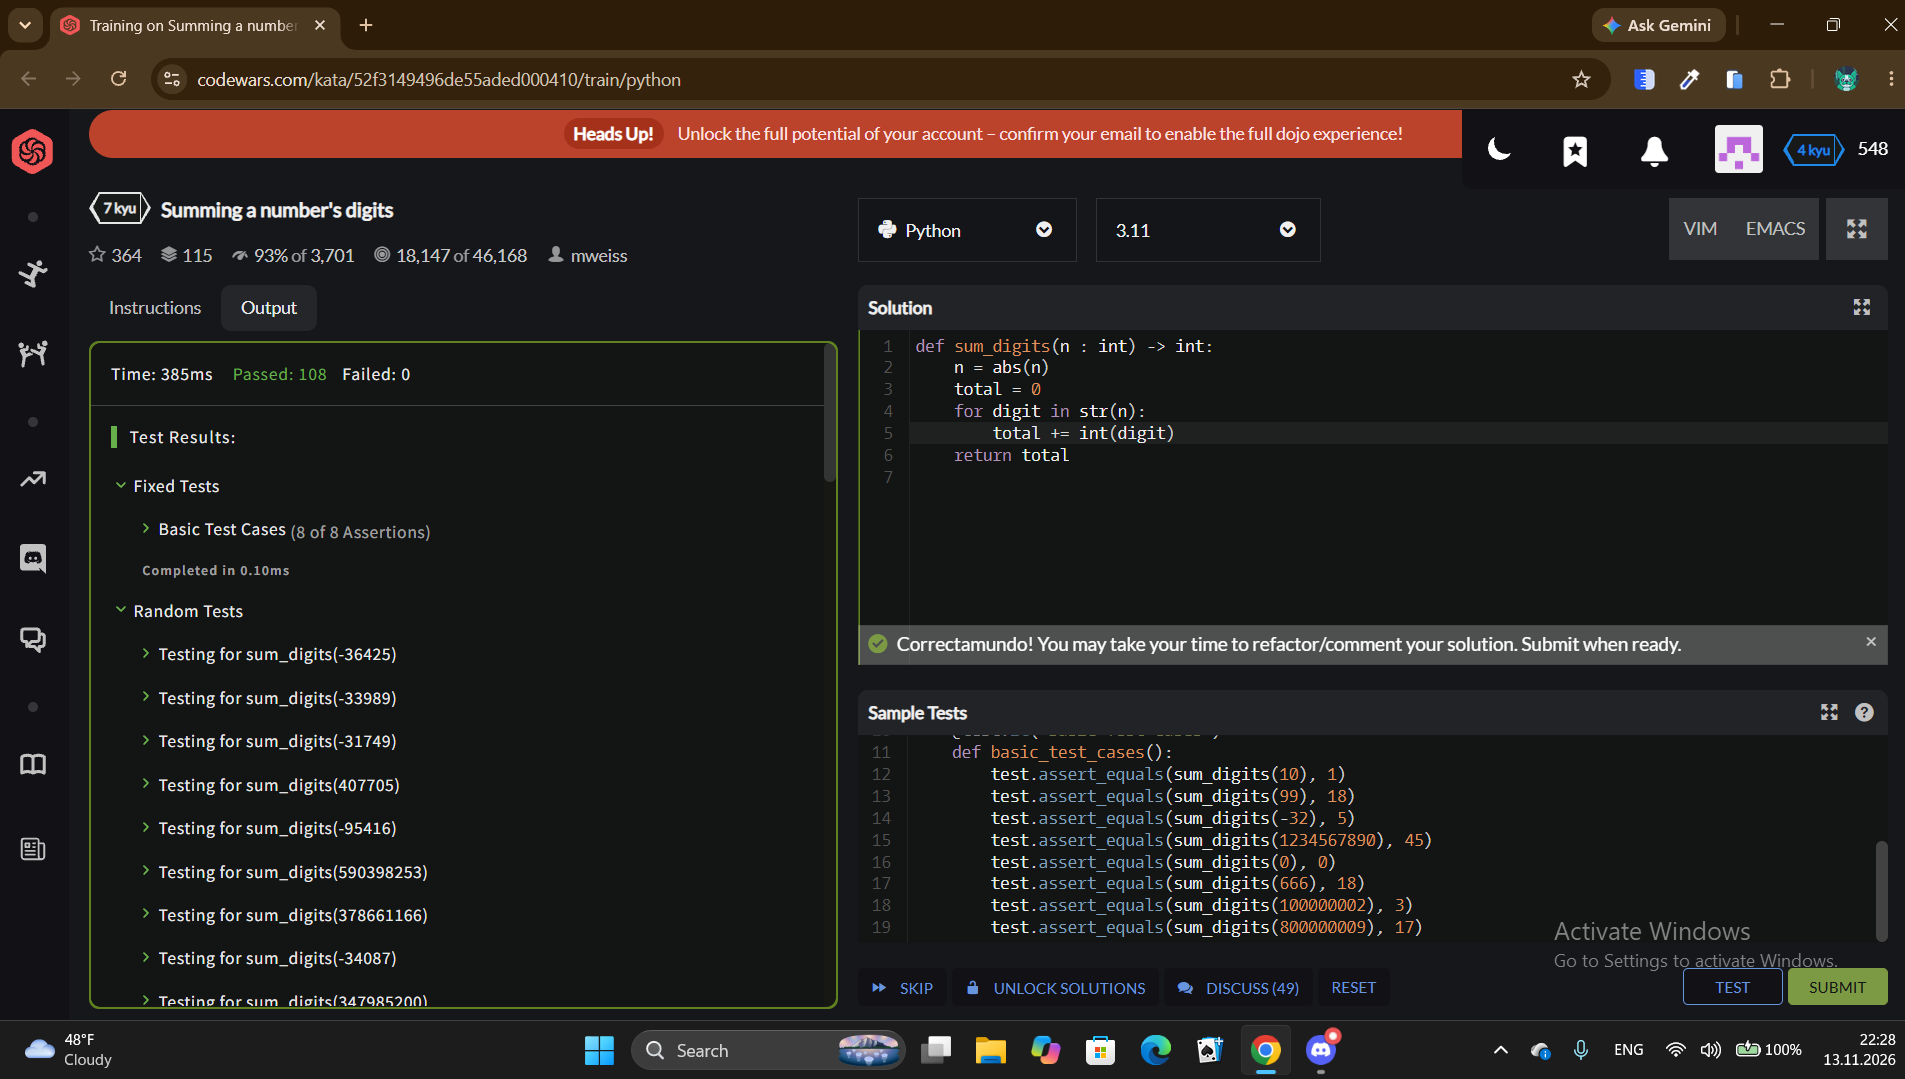 Training on Summing a number
Ask Gemini
codewars.com/kata/52f3149496de55aded000410/train/python
Heads Up! Unlock the full potential of your account – confirm your email to enable the full dojo experience!
4 kyu 548
7 kyu Summing a number's digits
364 115 93% of 3,701 18,147 of 46,168 mweiss
Python
3.11
VIM EMACS
Instructions Output
Time: 385ms Passed: 108 Failed: 0
Test Results:
Fixed Tests
Basic Test Cases (8 of 8 Assertions)
Completed in 0.10ms
Random Tests
Testing for sum_digits(-36425)
Testing for sum_digits(-33989)
Testing for sum_digits(-31749)
Testing for sum_digits(407705)
Testing for sum_digits(-95416)
Testing for sum_digits(590398253)
Testing for sum_digits(378661166)
Testing for sum_digits(-34087)
Testing for sum_digits(347985200)
Solution
1 def sum_digits(n : int) -> int:
2 n = abs(n)
3 total = 0
4 for digit in str(n):
5 total += int(digit)
6 return total
7
Correctamundo! You may take your time to refactor/comment your solution. Submit when ready.
Sample Tests
11 def basic_test_cases():
12 test.assert_equals(sum_digits(10), 1)
13 test.assert_equals(sum_digits(99), 18)
14 test.assert_equals(sum_digits(-32), 5)
15 test.assert_equals(sum_digits(1234567890), 45)
16 test.assert_equals(sum_digits(0), 0)
17 test.assert_equals(sum_digits(666), 18)
18 test.assert_equals(sum_digits(100000002), 3)
19 test.assert_equals(sum_digits(800000009), 17)
Activate Windows
Go to Settings to activate Windows.
SKIP UNLOCK SOLUTIONS DISCUSS (49) RESET TEST SUBMIT
48°F
Cloudy
Search
ENG
100%
22:28
13.11.2026